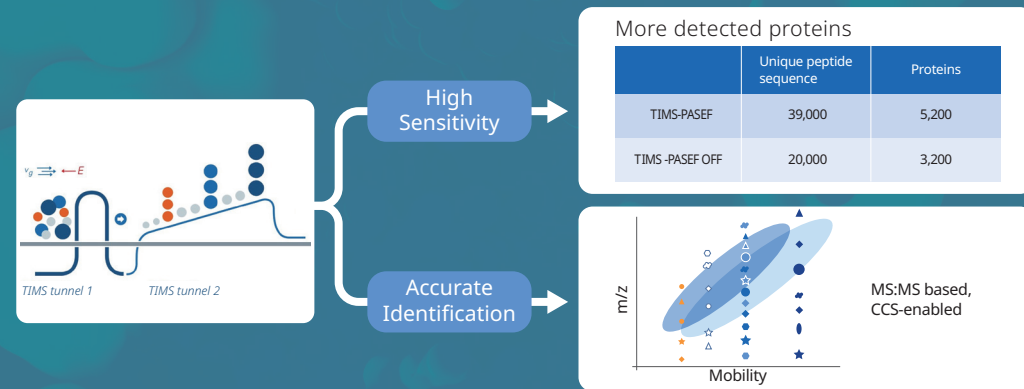 v_g
E
TIMS tunnel 1
TIMS tunnel 2
High
Sensitivity
Accurate
Identification
More detected proteins
Unique peptide
sequence
Proteins
TIMS-PASEF
39,000
5,200
TIMS -PASEF OFF
20,000
3,200
m/z
Mobility
MS:MS based,
CCS-enabled